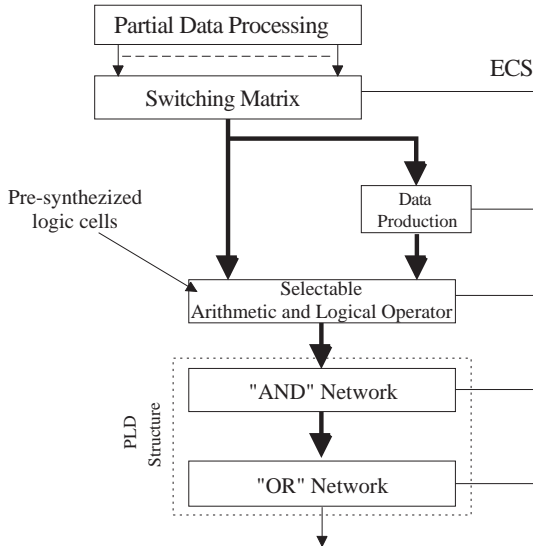 Partial Data Processing
ECS
Switching Matrix
Data
Production
Pre-synthezized
logic cells
Selectable
Arithmetic and Logical Operator
"AND" Network
PLD
Structure
"OR" Network